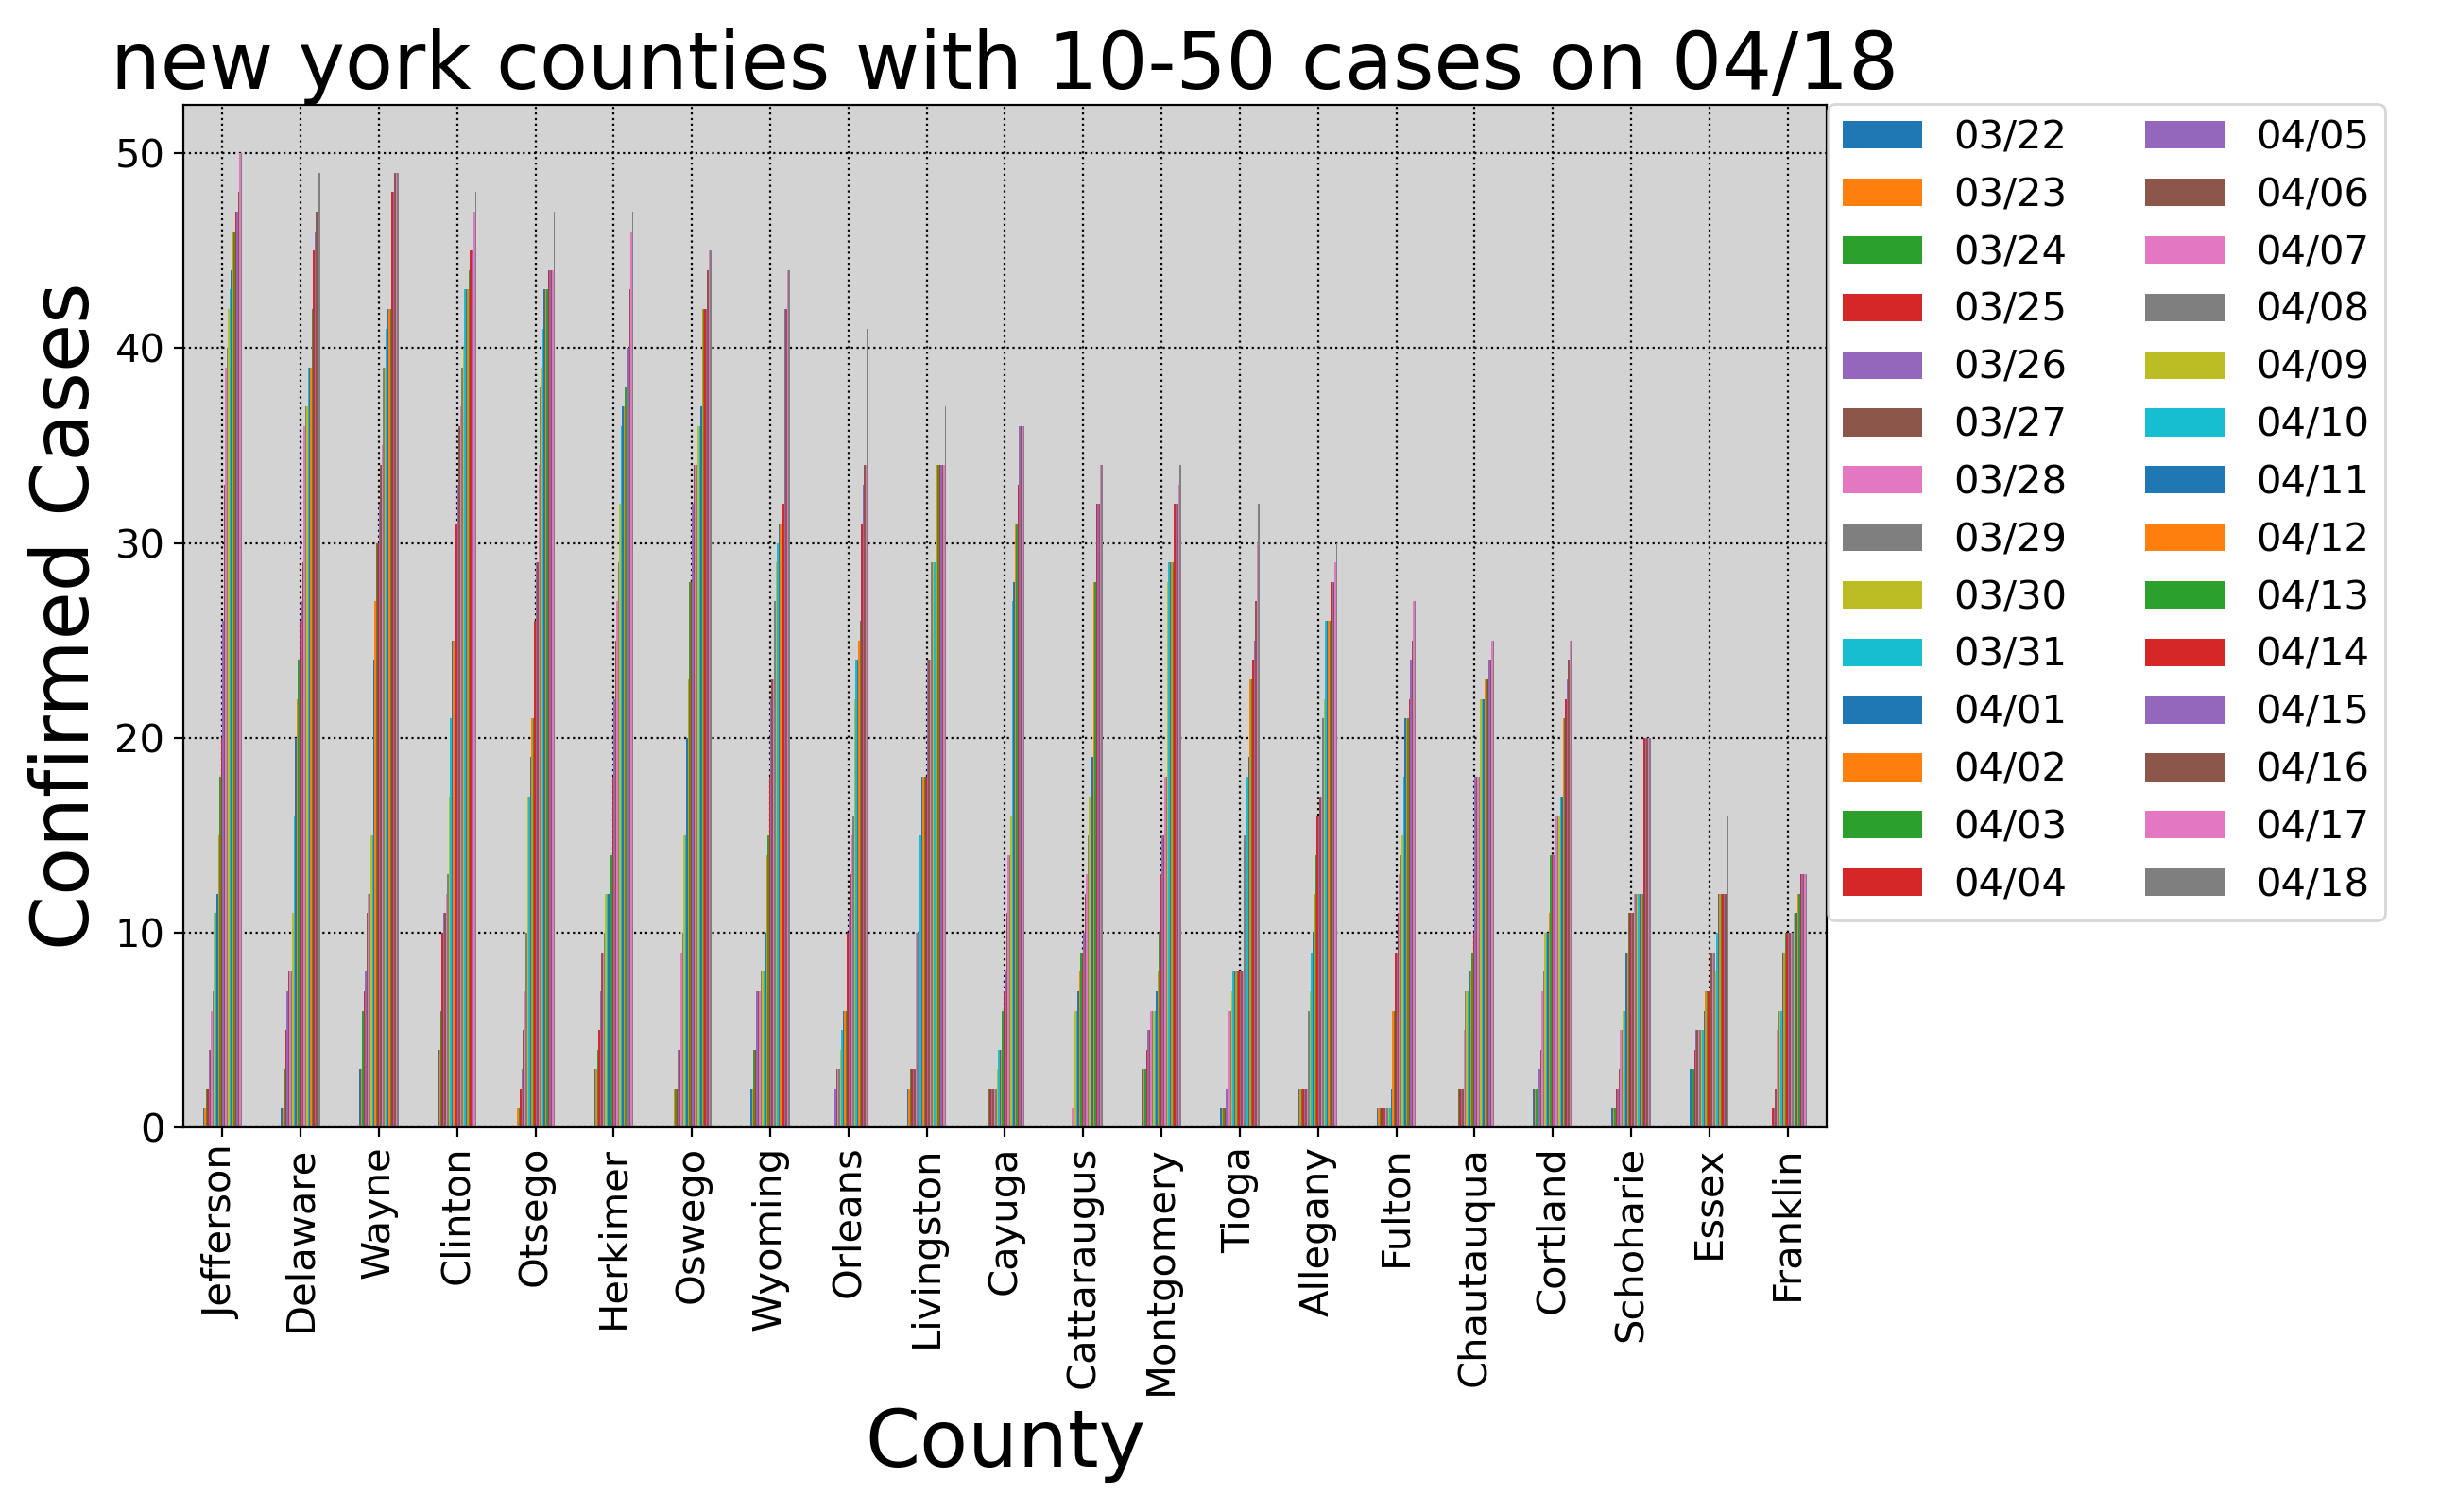 new york counties with 10-50 cases on 04/18
Confirmed Cases
50
40
30
20
10
0
Jefferson
Delaware
Wayne
Clinton
Otsego
Herkimer
Oswego
Wyoming
Orleans
Livingston
Cayuga
Cattaraugus
Montgomery
Tioga
Allegany
Fulton
Chautauqua
Cortland
Schoharie
Essex
Franklin
County
03/22
03/23
03/24
03/25
03/26
03/27
03/28
03/29
03/30
03/31
04/01
04/02
04/03
04/04
04/05
04/06
04/07
04/08
04/09
04/10
04/11
04/12
04/13
04/14
04/15
04/16
04/17
04/18